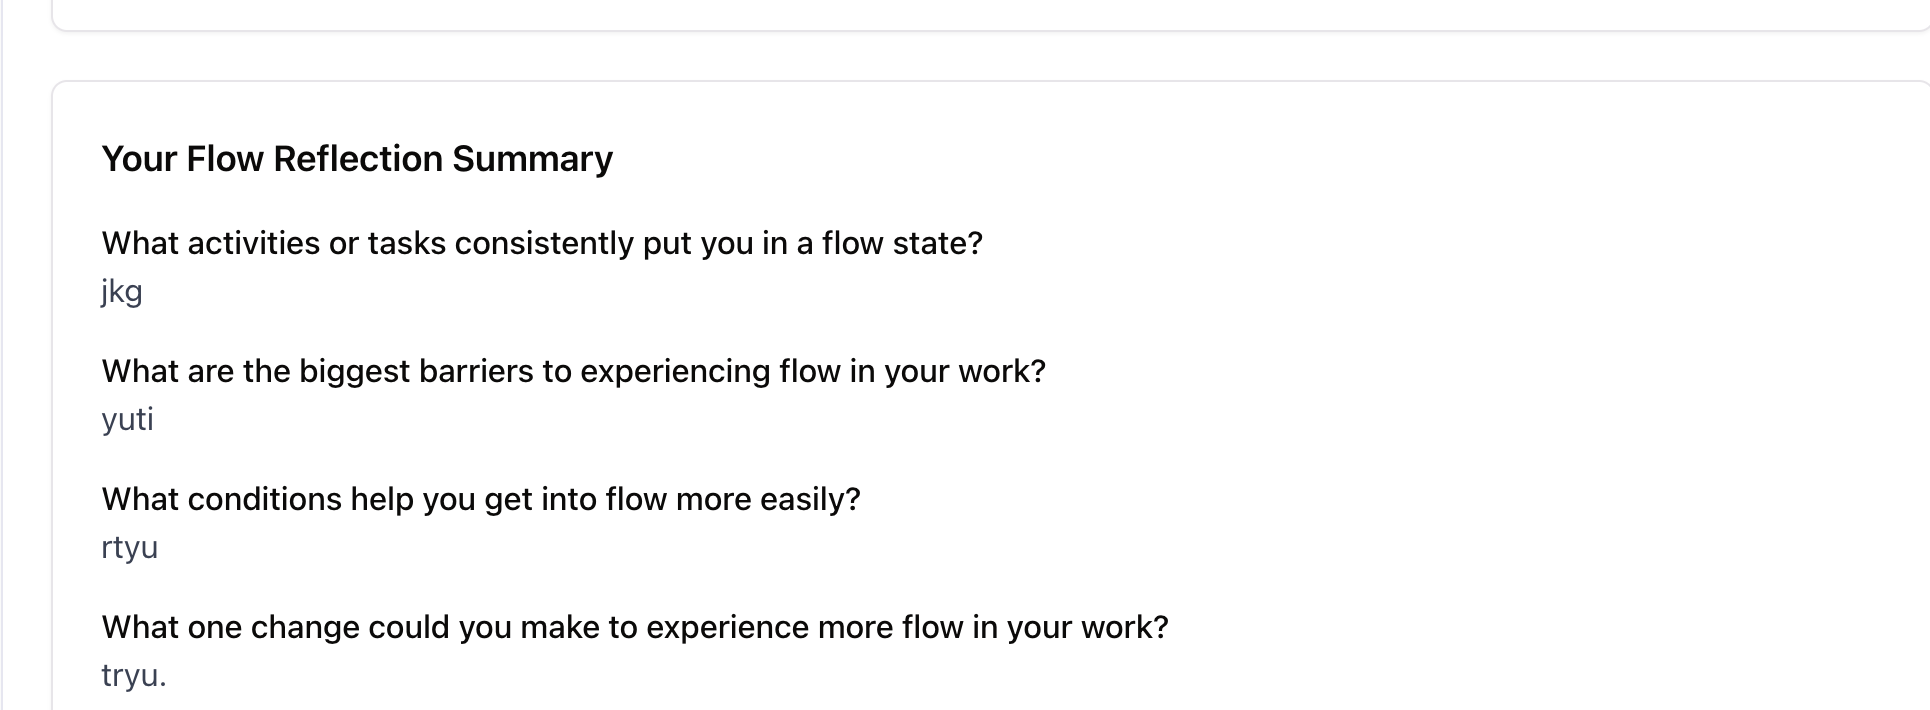 Your Flow Reflection Summary
What activities or tasks consistently put you in a flow state?
jkg
What are the biggest barriers to experiencing flow in your work?
yuti
What conditions help you get into flow more easily?
rtyu
What one change could you make to experience more flow in your work?
tryu.